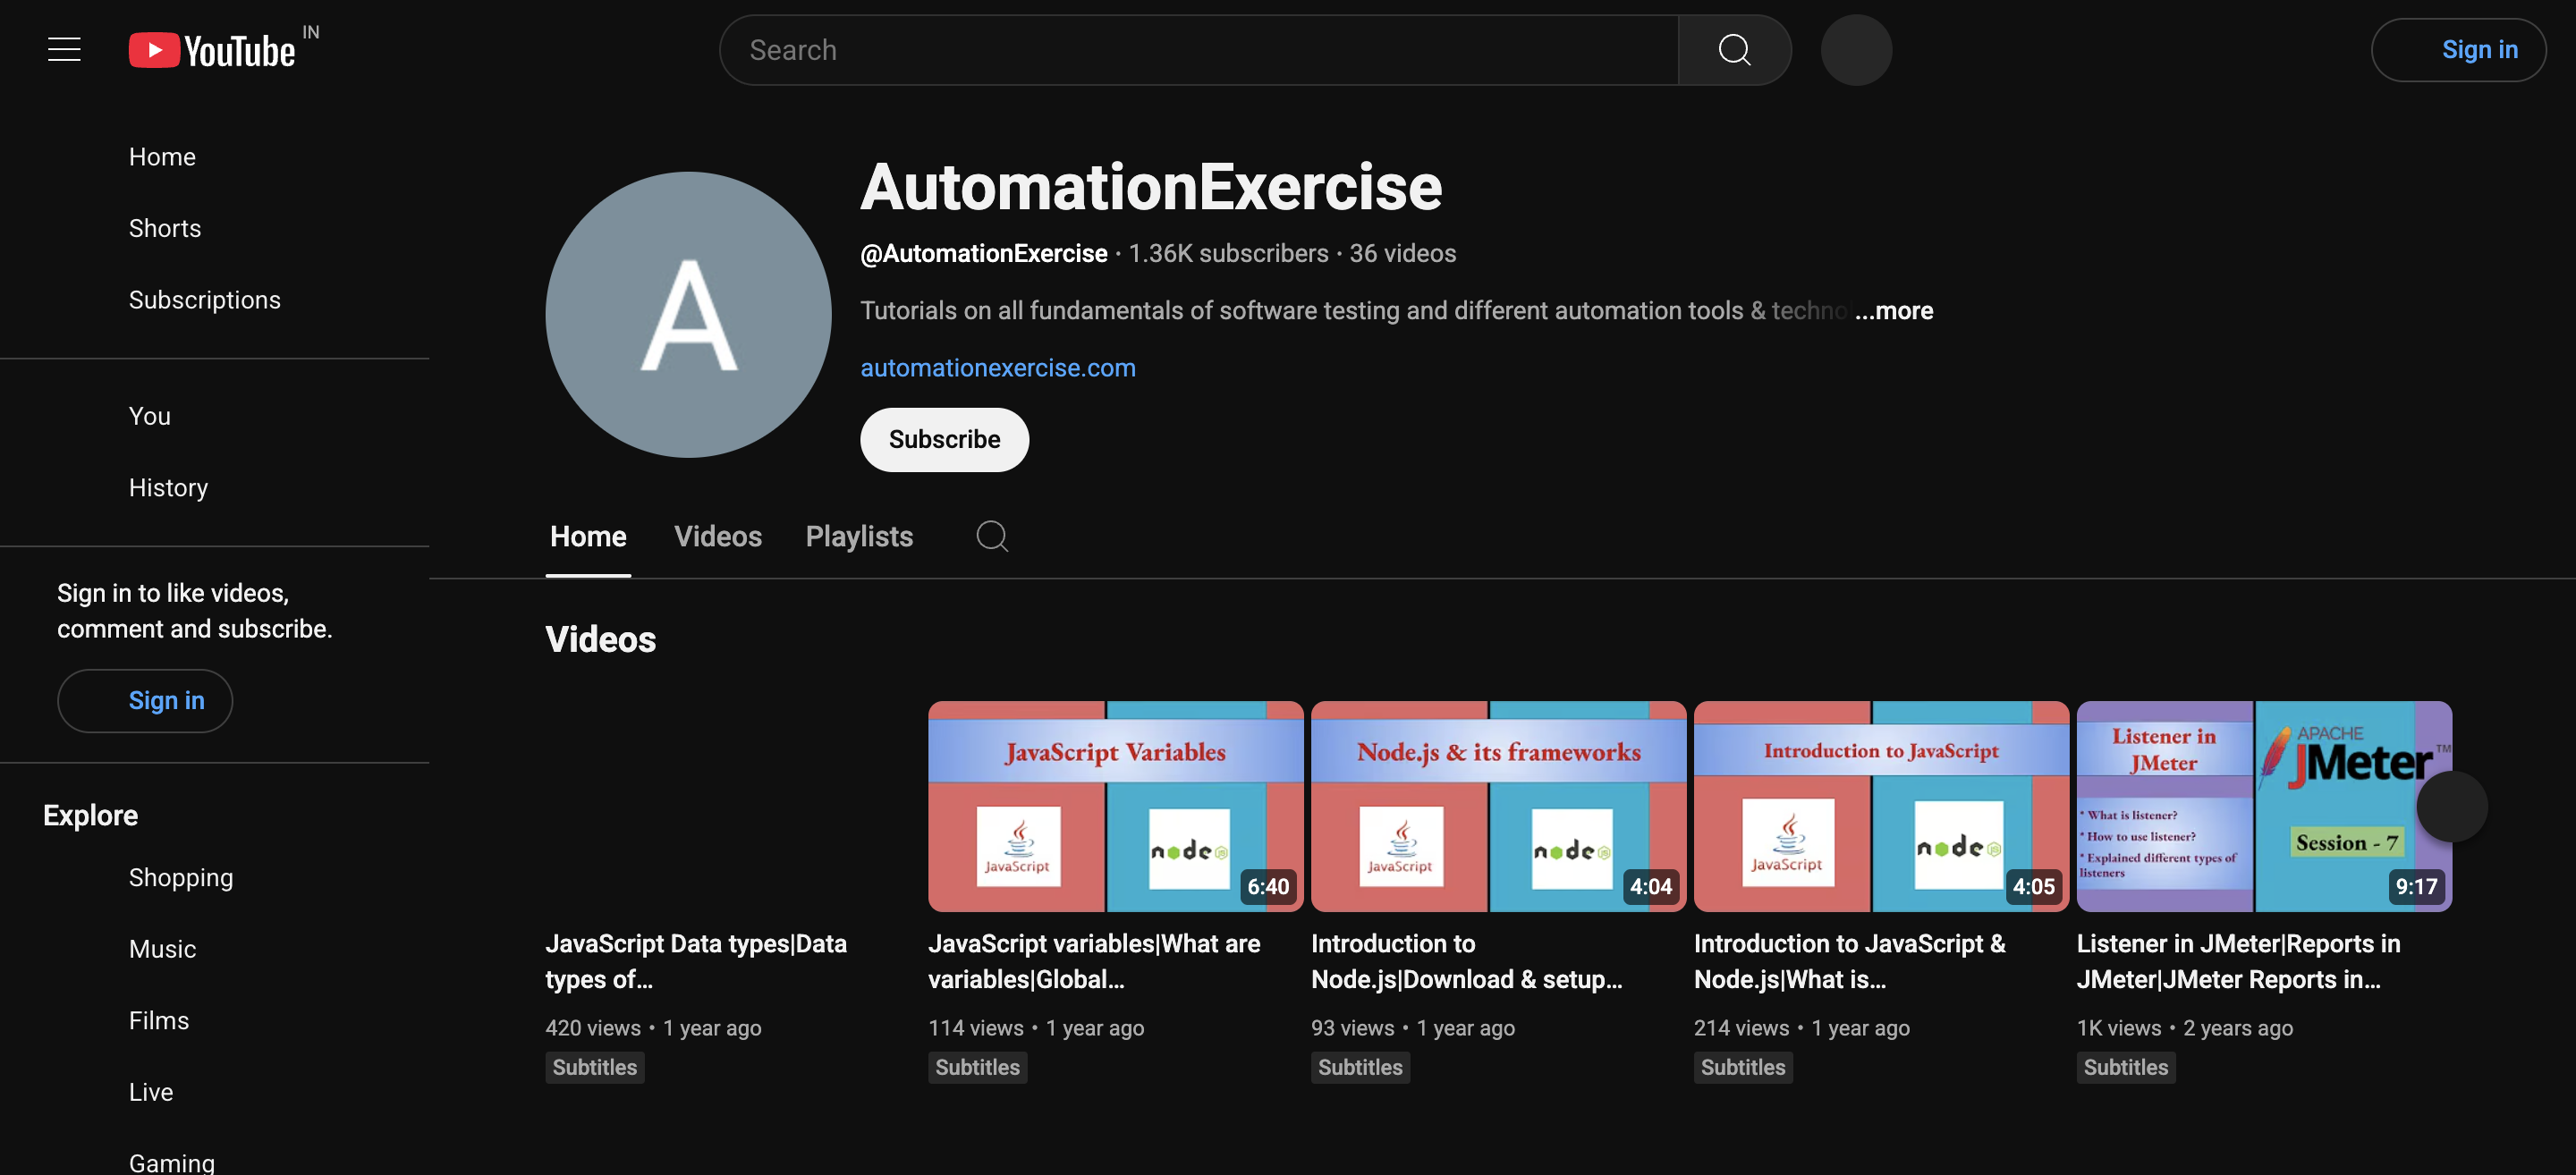 YouTube IN
Search
Sign in
Home
Shorts
Subscriptions
You
History
Sign in to like videos,
comment and subscribe.
Sign in
Explore
Shopping
Music
Films
Live
Gaming
A
AutomationExercise
@AutomationExercise · 1.36K subscribers · 36 videos
Tutorials on all fundamentals of software testing and different automation tools & techno ...more
automationexercise.com
Subscribe
Home Videos Playlists
Videos
JavaScript Data types|Data
types of...
420 views • 1 year ago
Subtitles
JavaScript Variables
JavaScript
node JS
6:40
JavaScript variables|What are
variables|Global...
114 views • 1 year ago
Subtitles
Node.js & its frameworks
JavaScript
node JS
4:04
Introduction to
Node.js|Download & setup...
93 views • 1 year ago
Subtitles
Introduction to JavaScript
JavaScript
node JS
4:05
Introduction to JavaScript &
Node.js|What is...
214 views • 1 year ago
Subtitles
Listener in
JMeter
* What is listener?
* How to use listener?
* Explained different types of
listeners
APACHE
JMeter™
Session - 7
9:17
Listener in JMeter|Reports in
JMeter|JMeter Reports in...
1K views • 2 years ago
Subtitles